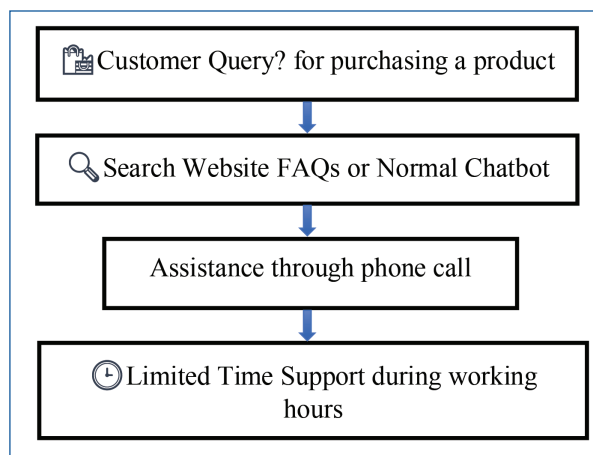 Customer Query? for purchasing a product
Search Website FAQs or Normal Chatbot
Assistance through phone call
Limited Time Support during working
hours